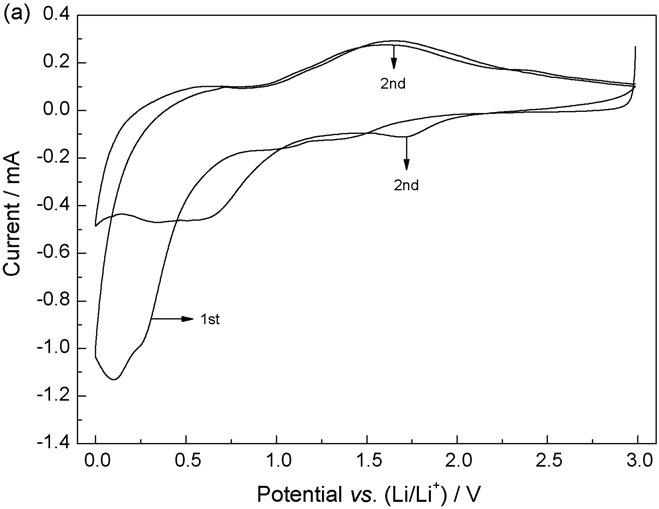 (a)
0.4
0.2
0.0
-0.2
-0.4
-0.6
-0.8
-1.0
-1.2
-1.4
Current / mA
2nd
2nd
1st
0.0 0.5 1.0 1.5 2.0 2.5 3.0
Potential vs. (Li/Li⁺) / V